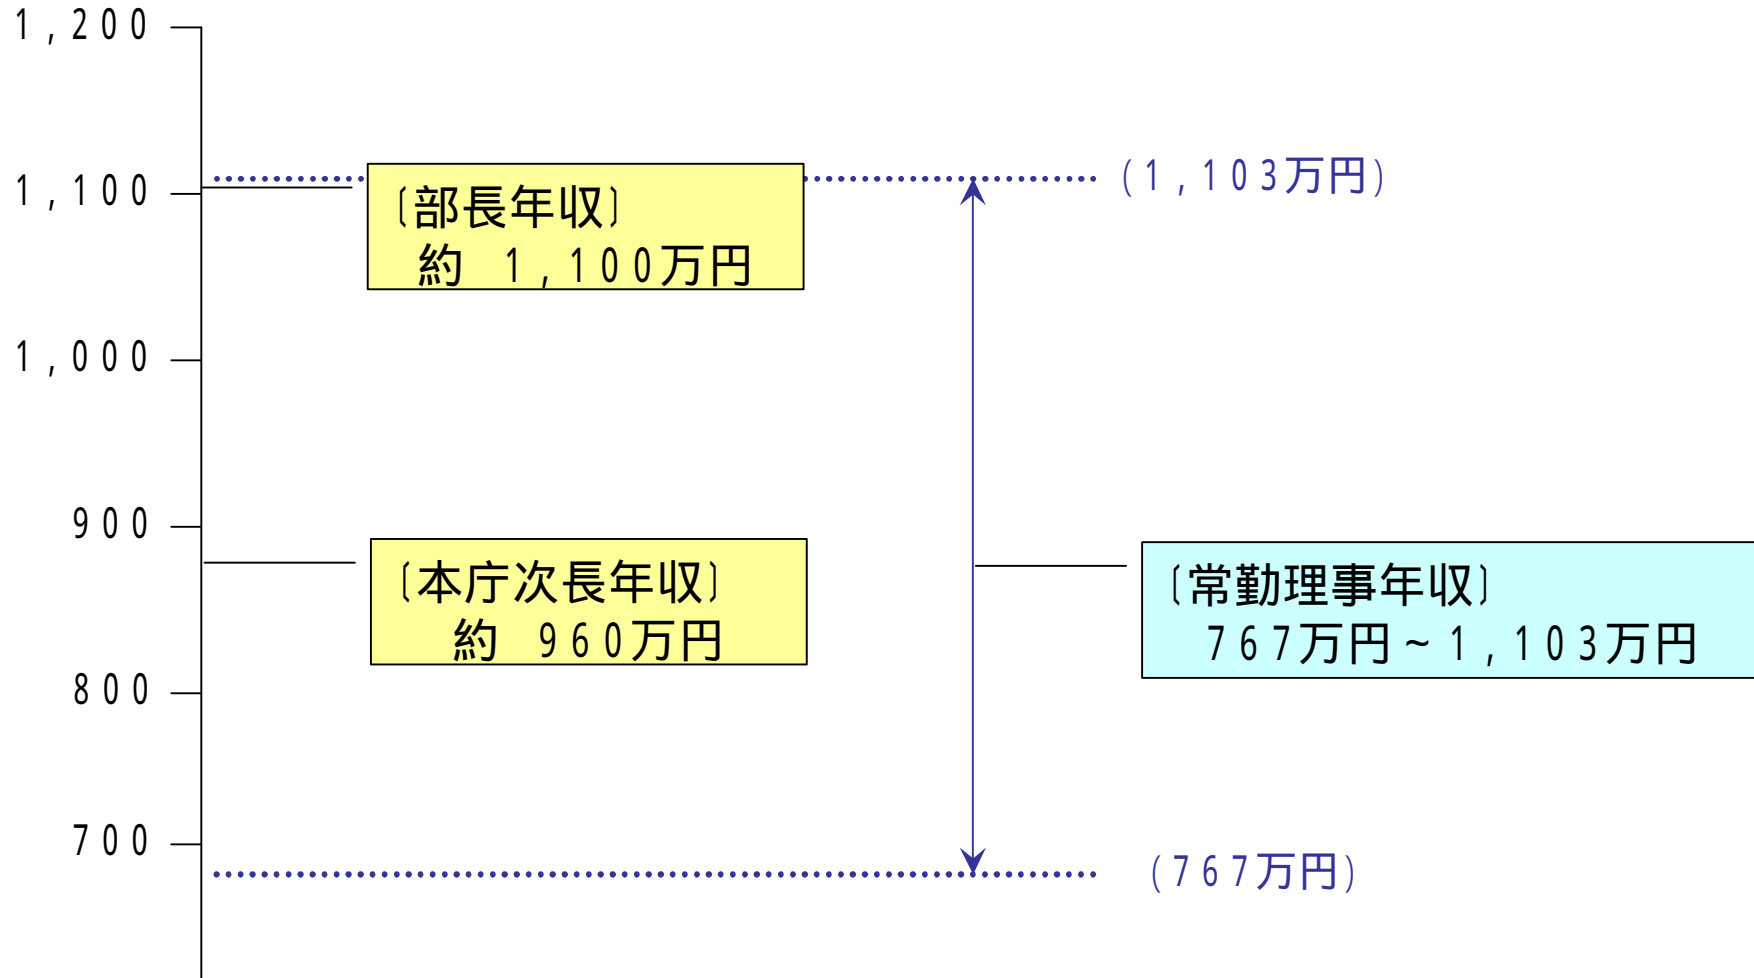 1,200
1,100
1,000
900
800
700
〔部長年収〕
約 1,100万円
〔本庁次長年収〕
約 960万円
(1,103万円)
〔常勤理事年収〕
767万円~1,103万円
(767万円)